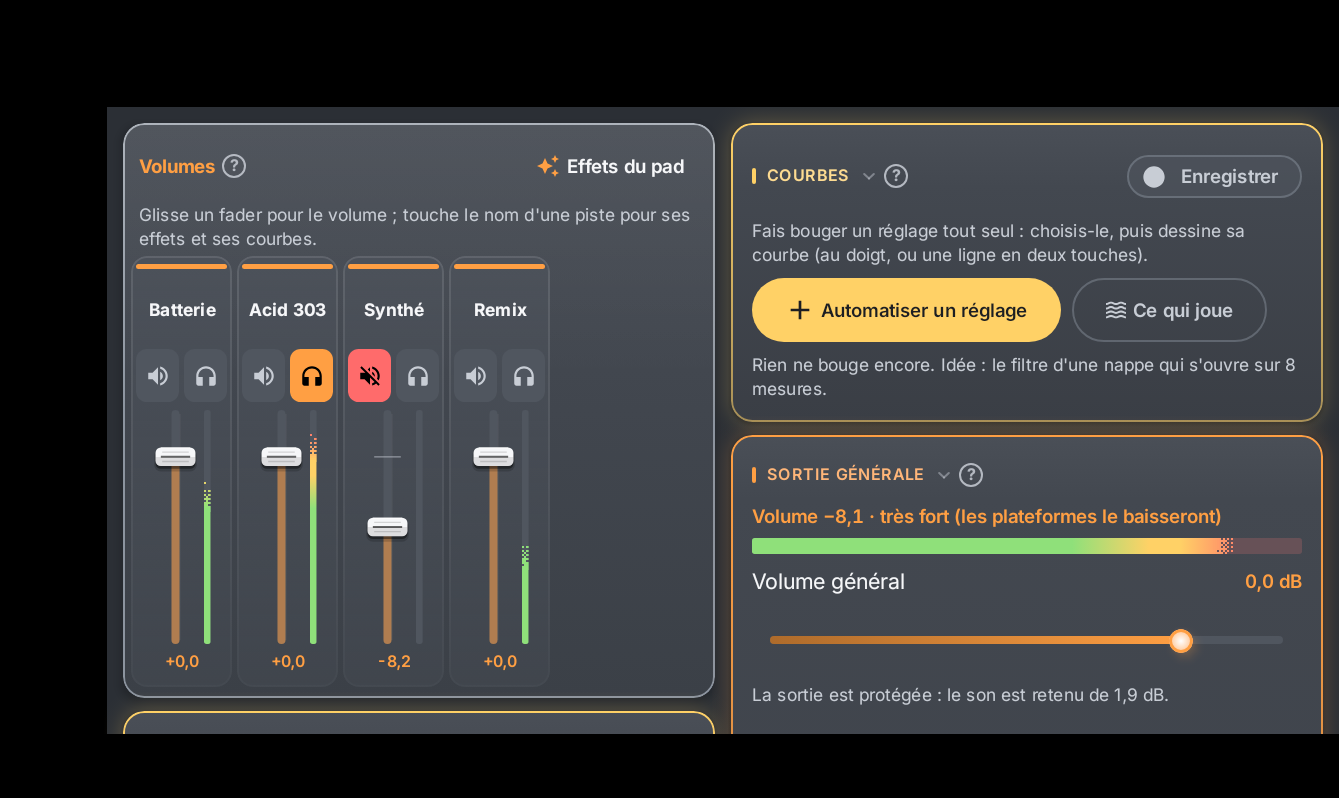 Volumes ?
Effets du pad
Glisse un fader pour le volume ; touche le nom d'une piste pour ses
effets et ses courbes.
Batterie
Acid 303
Synthé
Remix
+0,0
+0,0
-8,2
+0,0
COURBES ?
Enregistrer
Fais bouger un réglage tout seul : choisis-le, puis dessine sa
courbe (au doigt, ou une ligne en deux touches).
Automatiser un réglage
Ce qui joue
Rien ne bouge encore. Idée : le filtre d'une nappe qui s'ouvre sur 8
mesures.
SORTIE GÉNÉRALE ?
Volume −8,1 · très fort (les plateformes le baisseront)
Volume général
0,0 dB
La sortie est protégée : le son est retenu de 1,9 dB.